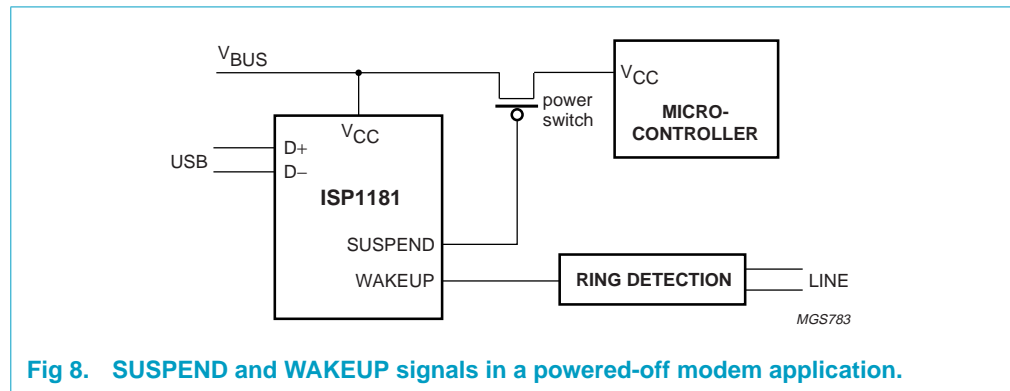 VBUS
VCC
power
switch
MICRO-
CONTROLLER
VCC
D+
D−
USB
ISP1181
SUSPEND
WAKEUP
RING DETECTION
LINE
MGS783
Fig 8. SUSPEND and WAKEUP signals in a powered-off modem application.